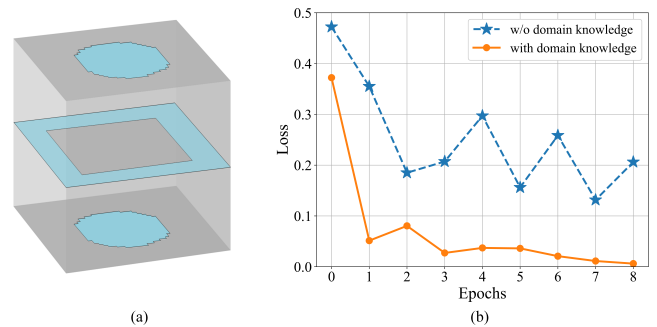 0.5
0.4
0.3
0.2
0.1
0.0
Loss
w/o domain knowledge
with domain knowledge
0 1 2 3 4 5 6 7 8
Epochs
(a)
(b)